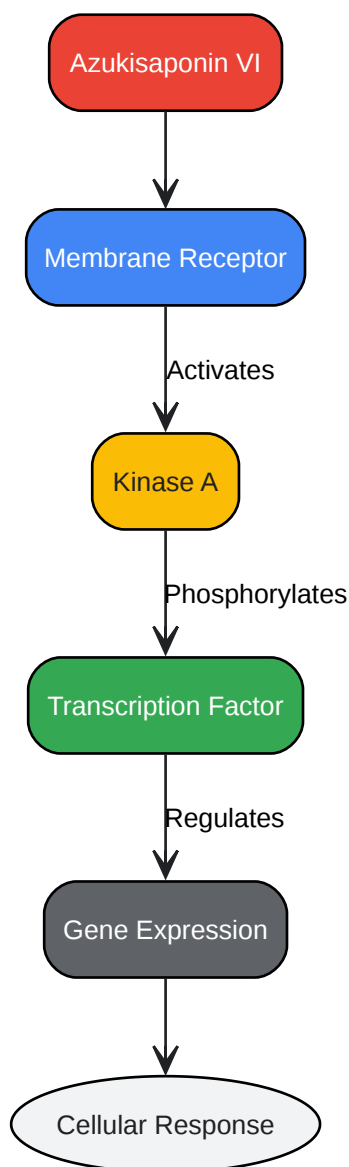 Azukisaponin VI
Membrane Receptor
Activates
Kinase A
Phosphorylates
Transcription Factor
Regulates
Gene Expression
Cellular Response